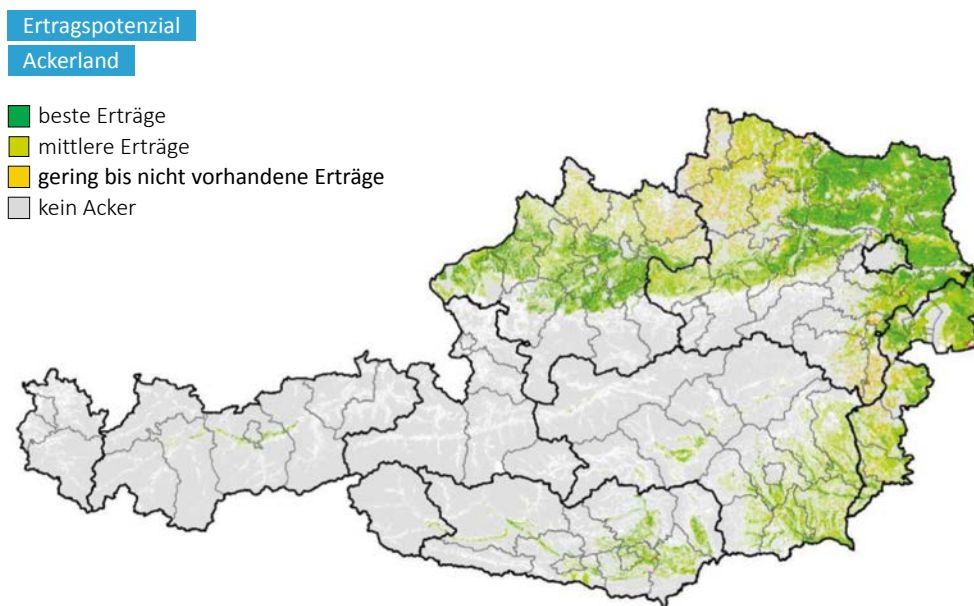 Ertragspotenzial
Ackerland
beste Erträge
mittlere Erträge
gering bis nicht vorhandene Erträge
kein Acker